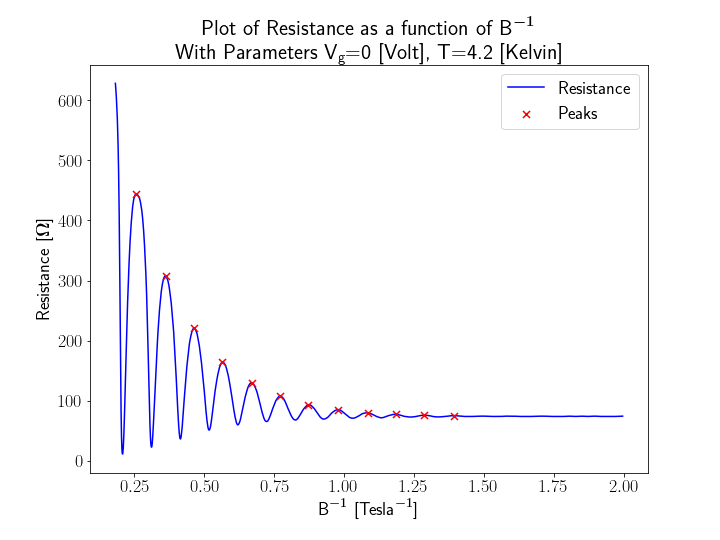 Plot of Resistance as a function of B⁻¹
With Parameters V_g=0 [Volt], T=4.2 [Kelvin]
Resistance
Peaks
600
500
400
300
200
100
0
Resistance [Ω]
0.25 0.50 0.75 1.00 1.25 1.50 1.75 2.00
B⁻¹ [Tesla⁻¹]